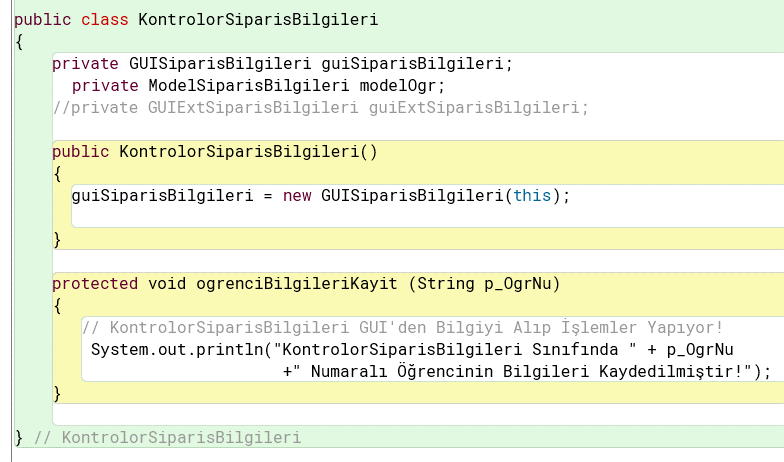 public class KontrolorSiparisBilgileri
{
private GUISiparisBilgileri guiSiparisBilgileri;
private ModelSiparisBilgileri modelOgr;
//private GUIExtSiparisBilgileri guiExtSiparisBilgileri;
public KontrolorSiparisBilgileri()
{
guiSiparisBilgileri = new GUISiparisBilgileri(this);
}
protected void ogrenciBilgileriKayit (String p_OgrNu)
{
// KontrolorSiparisBilgileri GUI'den Bilgiyi Alıp İşlemler Yapıyor!
System.out.println("KontrolorSiparisBilgileri Sınıfında " + p_OgrNu
+" Numaralı Öğrencinin Bilgileri Kaydedilmiştir!");
}
} // KontrolorSiparisBilgileri